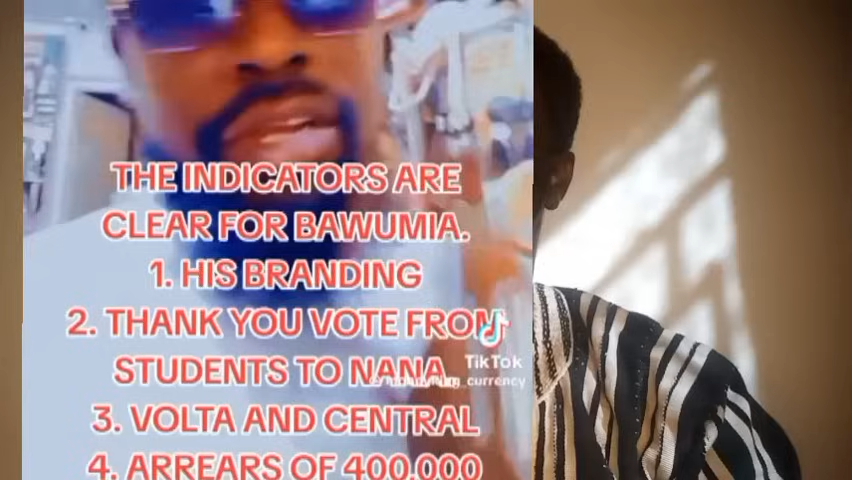 THE INDICATORS ARE
CLEAR FOR BAWUMIA.
1. HIS BRANDING
2. THANK YOU VOTE FROM
STUDENTS TO NANA
TikTok
currency
3. VOLTA AND CENTRAL
4. ARREARS OF 400,000